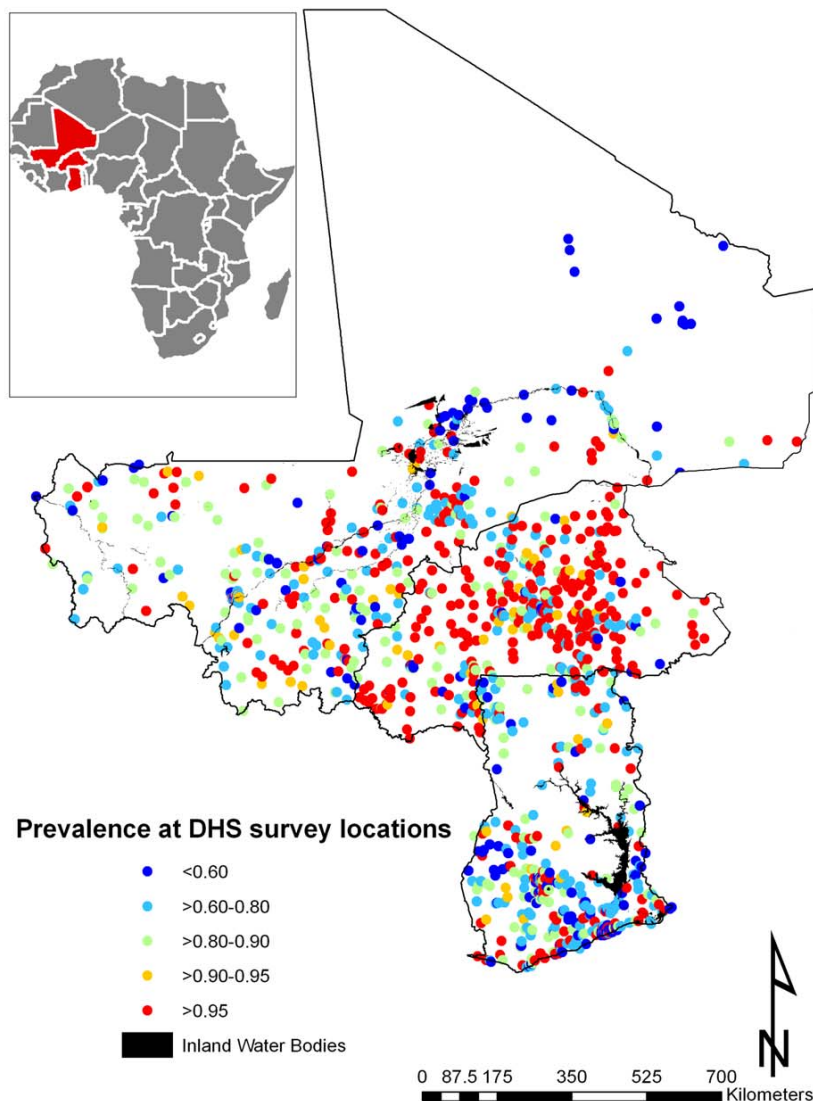 Prevalence at DHS survey locations
<0.60
>0.60-0.80
>0.80-0.90
>0.90-0.95
>0.95
Inland Water Bodies
N
0 87.5 175 350 525 700
Kilometers